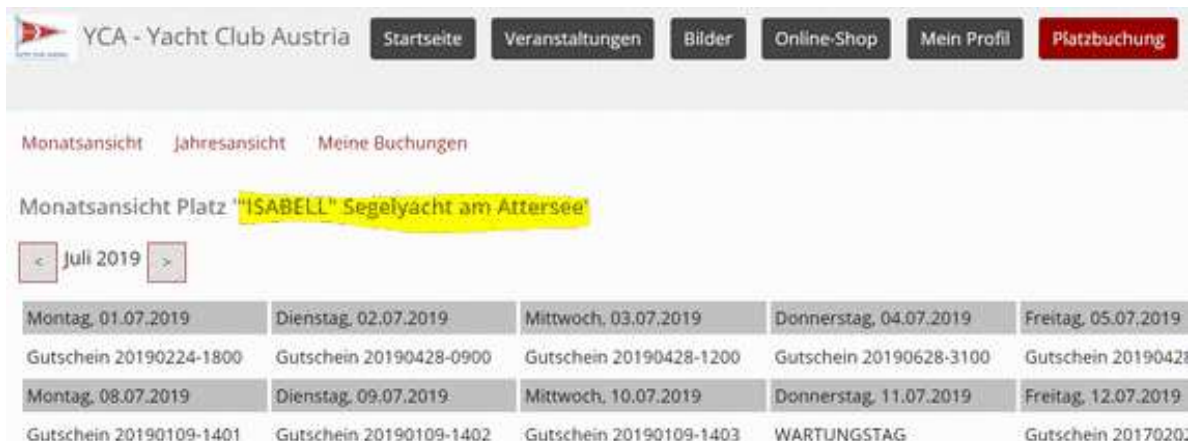 YCA - Yacht Club Austria Startseite Veranstaltungen Bilder Online-Shop Mein Profil Platzbuchung
Monatsansicht Jahresansicht Meine Buchungen
Monatsansicht Platz '"ISABELL" Segelyacht am Attersee'
< Juli 2019 >
Montag, 01.07.2019 Dienstag, 02.07.2019 Mittwoch, 03.07.2019 Donnerstag, 04.07.2019 Freitag, 05.07.2019
Gutschein 20190224-1800 Gutschein 20190428-0900 Gutschein 20190428-1200 Gutschein 20190628-3100 Gutschein 20190428
Montag, 08.07.2019 Dienstag, 09.07.2019 Mittwoch, 10.07.2019 Donnerstag, 11.07.2019 Freitag, 12.07.2019
Gutschein 20190109-1401 Gutschein 20190109-1402 Gutschein 20190109-1403 WARTUNGSTAG Gutschein 2017020